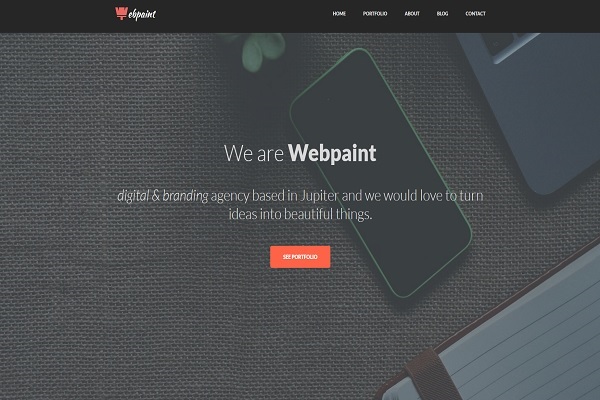 Webpaint
HOME PORTFOLIO ABOUT BLOG CONTACT
We are Webpaint
digital & branding agency based in Jupiter and we would love to turn
ideas into beautiful things.
SEE PORTFOLIO